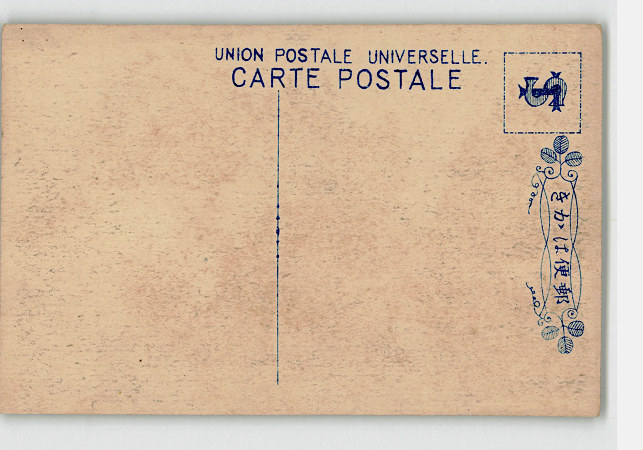 UNION POSTALE UNIVERSELLE.
CARTE POSTALE
郵便はかき